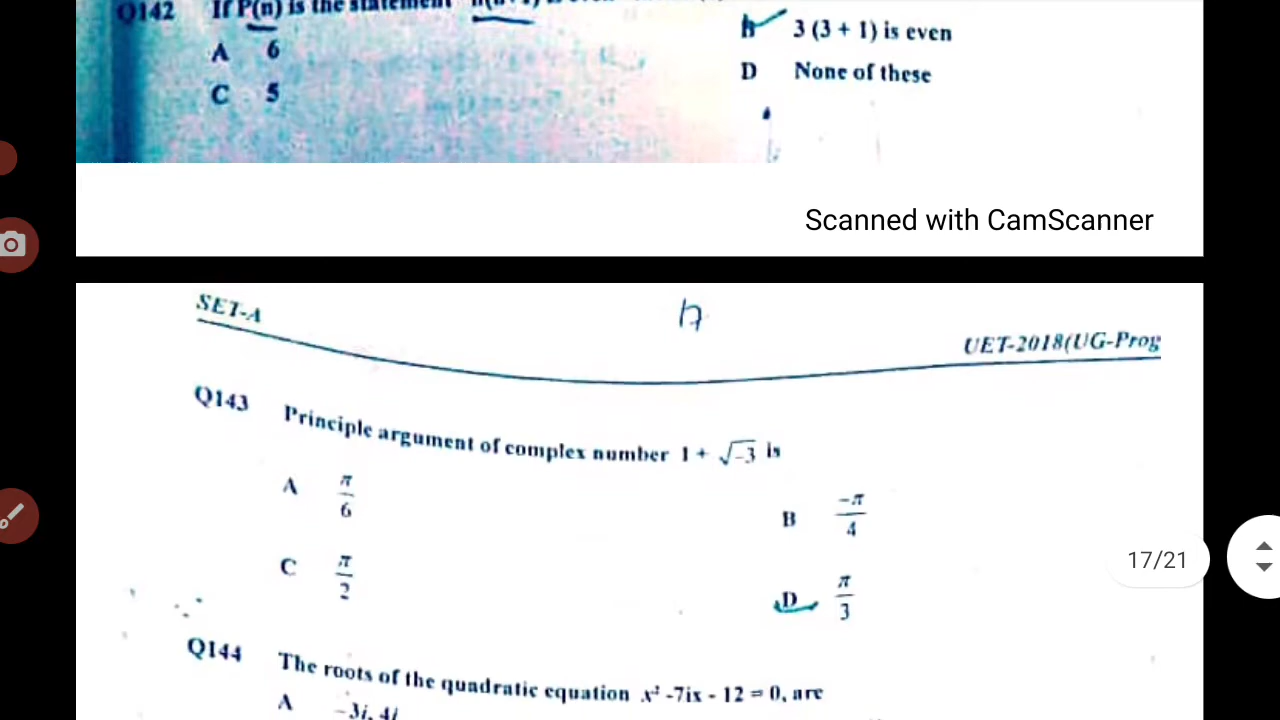 Q142 If P(n) is the statement
A 6
B 3 (3 + 1) is even
C 5
D None of these
Scanned with CamScanner
SET-A
17
UET-2018(UG-Prog
Q143 Principle argument of complex number 1 + √-3 is
A π/6
B -π/4
C π/2
D π/3
17/21
Q144 The roots of the quadratic equation x² -7ix - 12 = 0, are
A -3i, 4i